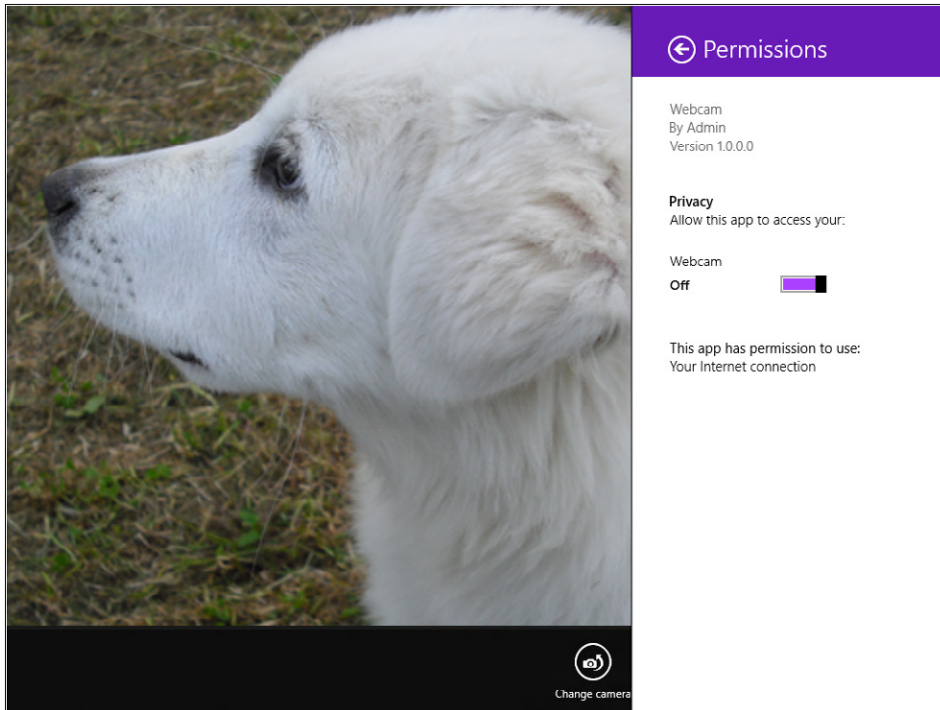 Permissions
Webcam
By Admin
Version 1.0.0.0
Privacy
Allow this app to access your:
Webcam
Off
This app has permission to use:
Your Internet connection
Change camera